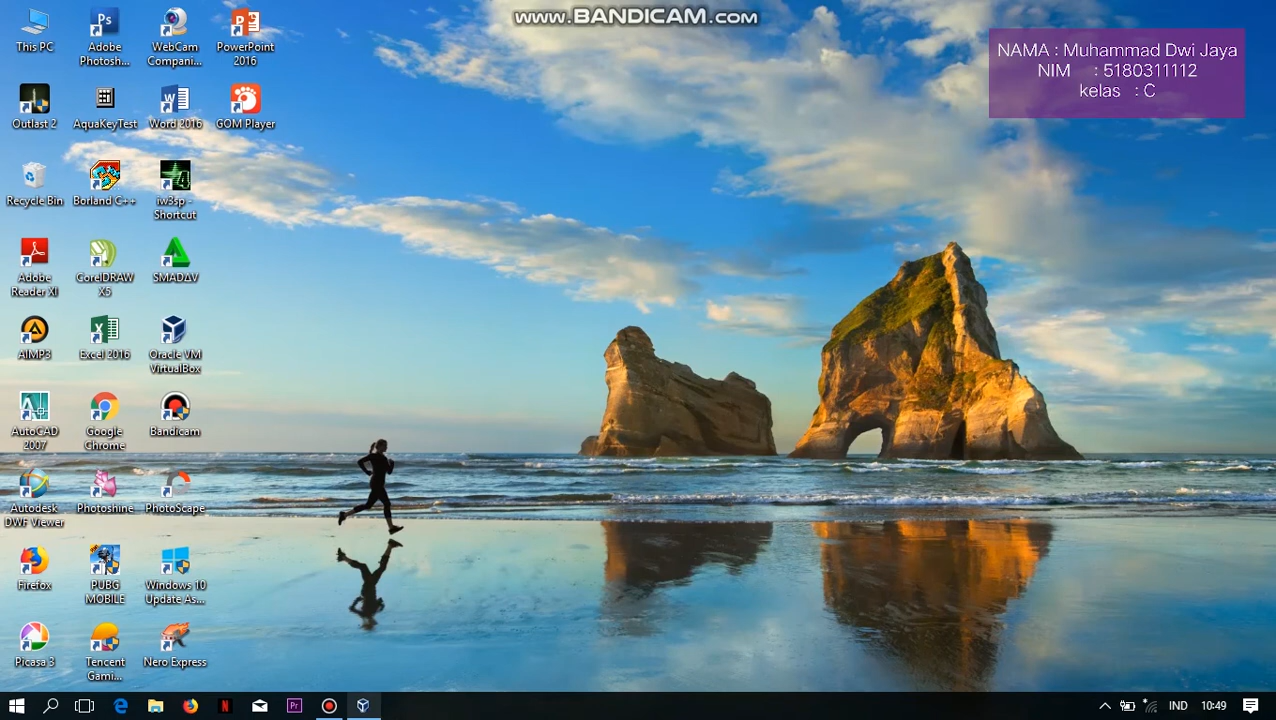 www.BANDICAM.com
NAMA : Muhammad Dwi Jaya
NIM : 5180311112
kelas : C
This PC
Adobe Photosh...
WebCam Compani...
PowerPoint 2016
Outlast 2
AquaKeyTest
Word 2016
GOM Player
Recycle Bin
Borland C++
iw3sp - Shortcut
Adobe Reader XI
CorelDRAW X5
SMADΔV
AIMP3
Excel 2016
Oracle VM VirtualBox
AutoCAD 2007
Google Chrome
Bandicam
Autodesk DWF Viewer
Photoshine
PhotoScape
Firefox
PUBG MOBILE
Windows 10 Update As...
Picasa 3
Tencent Gami...
Nero Express
IND
10:49